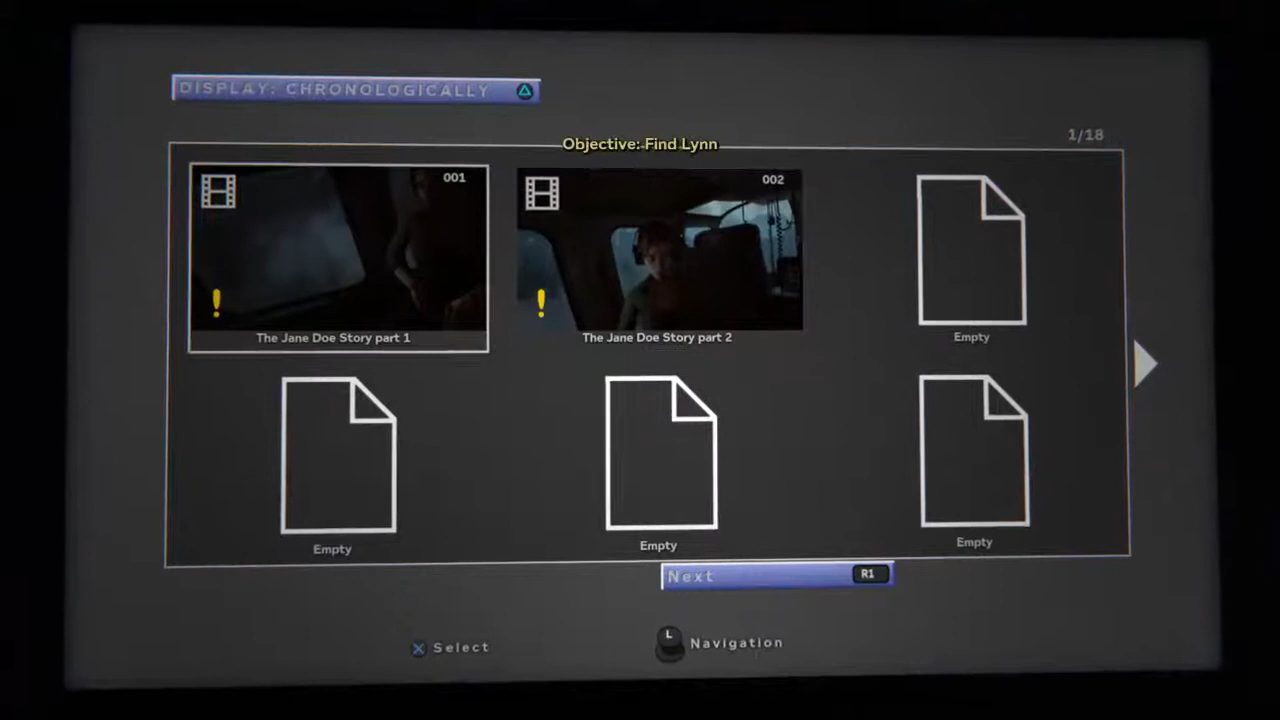 DISPLAY: CHRONOLOGICALLY
1/18
Objective: Find Lynn
001
The Jane Doe Story part 1
002
The Jane Doe Story part 2
Empty
Empty
Empty
Empty
Next R1
Select
L Navigation